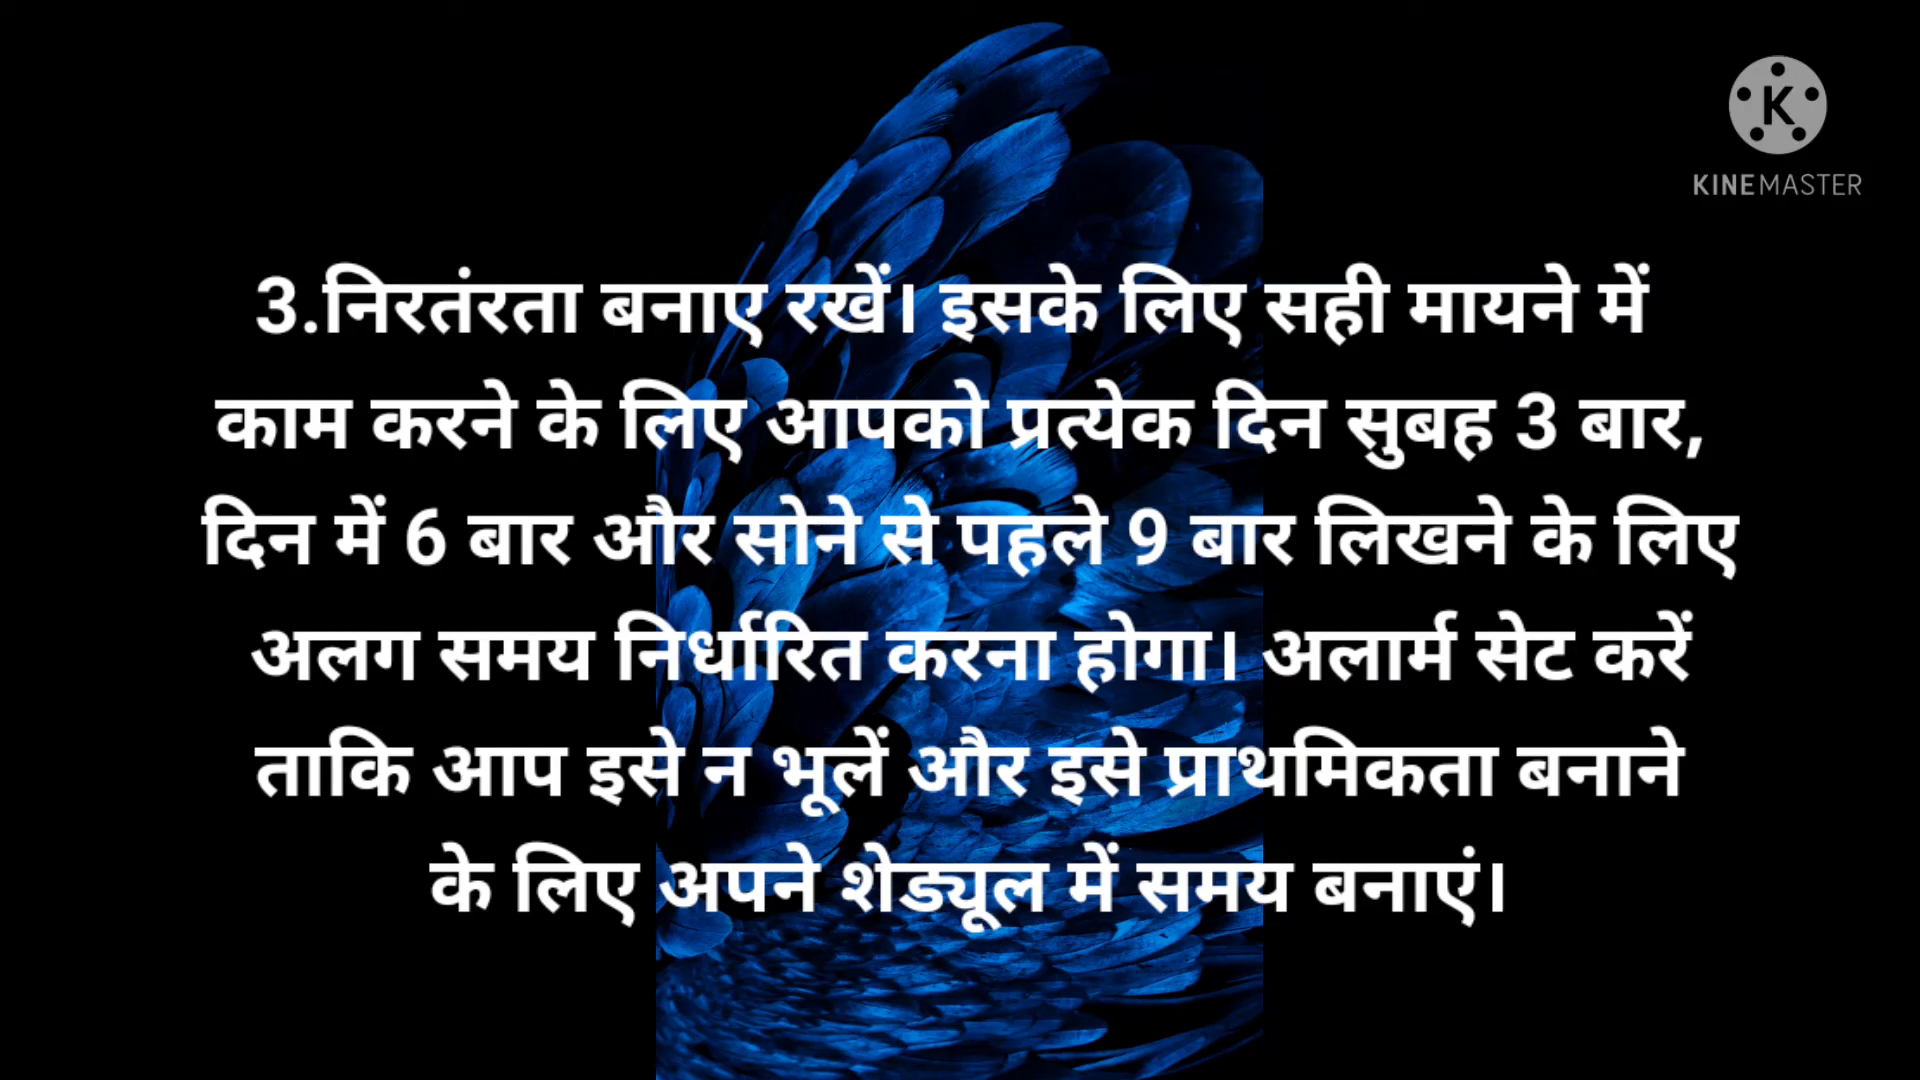 KINEMASTER
3.निरतंरता बनाए रखें। इसके लिए सही मायने में
काम करने के लिए आपको प्रत्येक दिन सुबह 3 बार,
दिन में 6 बार और सोने से पहले 9 बार लिखने के लिए
अलग समय निर्धारित करना होगा। अलार्म सेट करें
ताकि आप इसे न भूलें और इसे प्राथमिकता बनाने
के लिए अपने शेड्यूल में समय बनाएं।